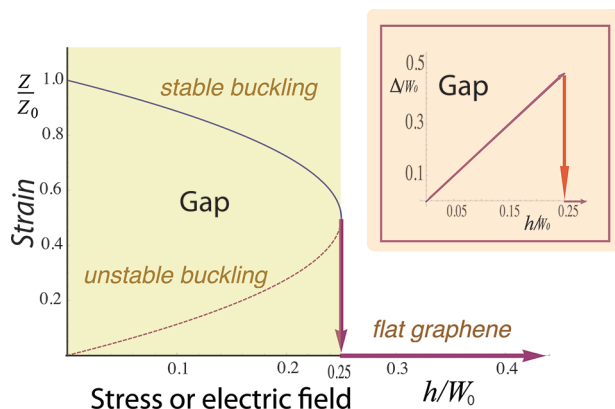 Z/Z₀
1.0
0.8
0.6
0.4
0.2
Strain
stable buckling
Gap
unstable buckling
flat graphene
0.1
0.2
0.25
0.3
0.4
Stress or electric field
h/W₀
0.5
Δ/W₀
Gap
0.3
0.1
0.05
0.15
0.25
h/W₀